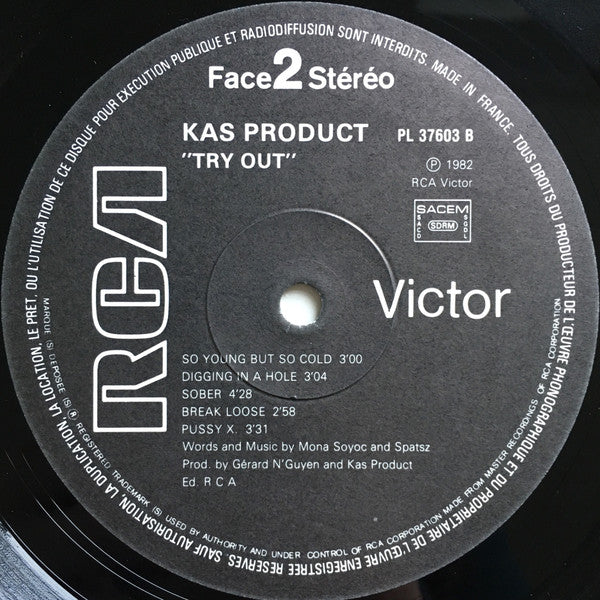 Face 2 Stéréo
KAS PRODUCT
"TRY OUT"
PL 37603 B
℗ 1982
RCA Victor
SACEM
SACD
SDRM
SGDL
RCA
Victor
SO YOUNG BUT SO COLD 3'00
DIGGING IN A HOLE 3'04
SOBER 4'28
BREAK LOOSE 2'58
PUSSY X. 3'31
Words and Music by Mona Soyoc and Spatsz
Prod. by Gérard N'Guyen and Kas Product
Ed. R C A
MADE IN FRANCE. TOUS DROITS DU PRODUCTEUR DE L'ŒUVRE PHONOGRAPHIQUE ET DU PROPRIETAIRE DE L'ŒUVRE ENREGISTREE RESERVES. SAUF AUTORISATION, LA DUPLICATION, LA LOCATION, LE PRET, OU L'UTILISATION DE CE DISQUE POUR EXECUTION PUBLIQUE ET RADIODIFFUSION SONT INTERDITS.
MARQUE (S) DEPOSEE (S) ® REGISTERED TRADEMARK (S) USED BY AUTHORITY AND UNDER CONTROL OF RCA CORPORATION MADE FROM MASTER RECORDINGS OF RCA CORPORATION